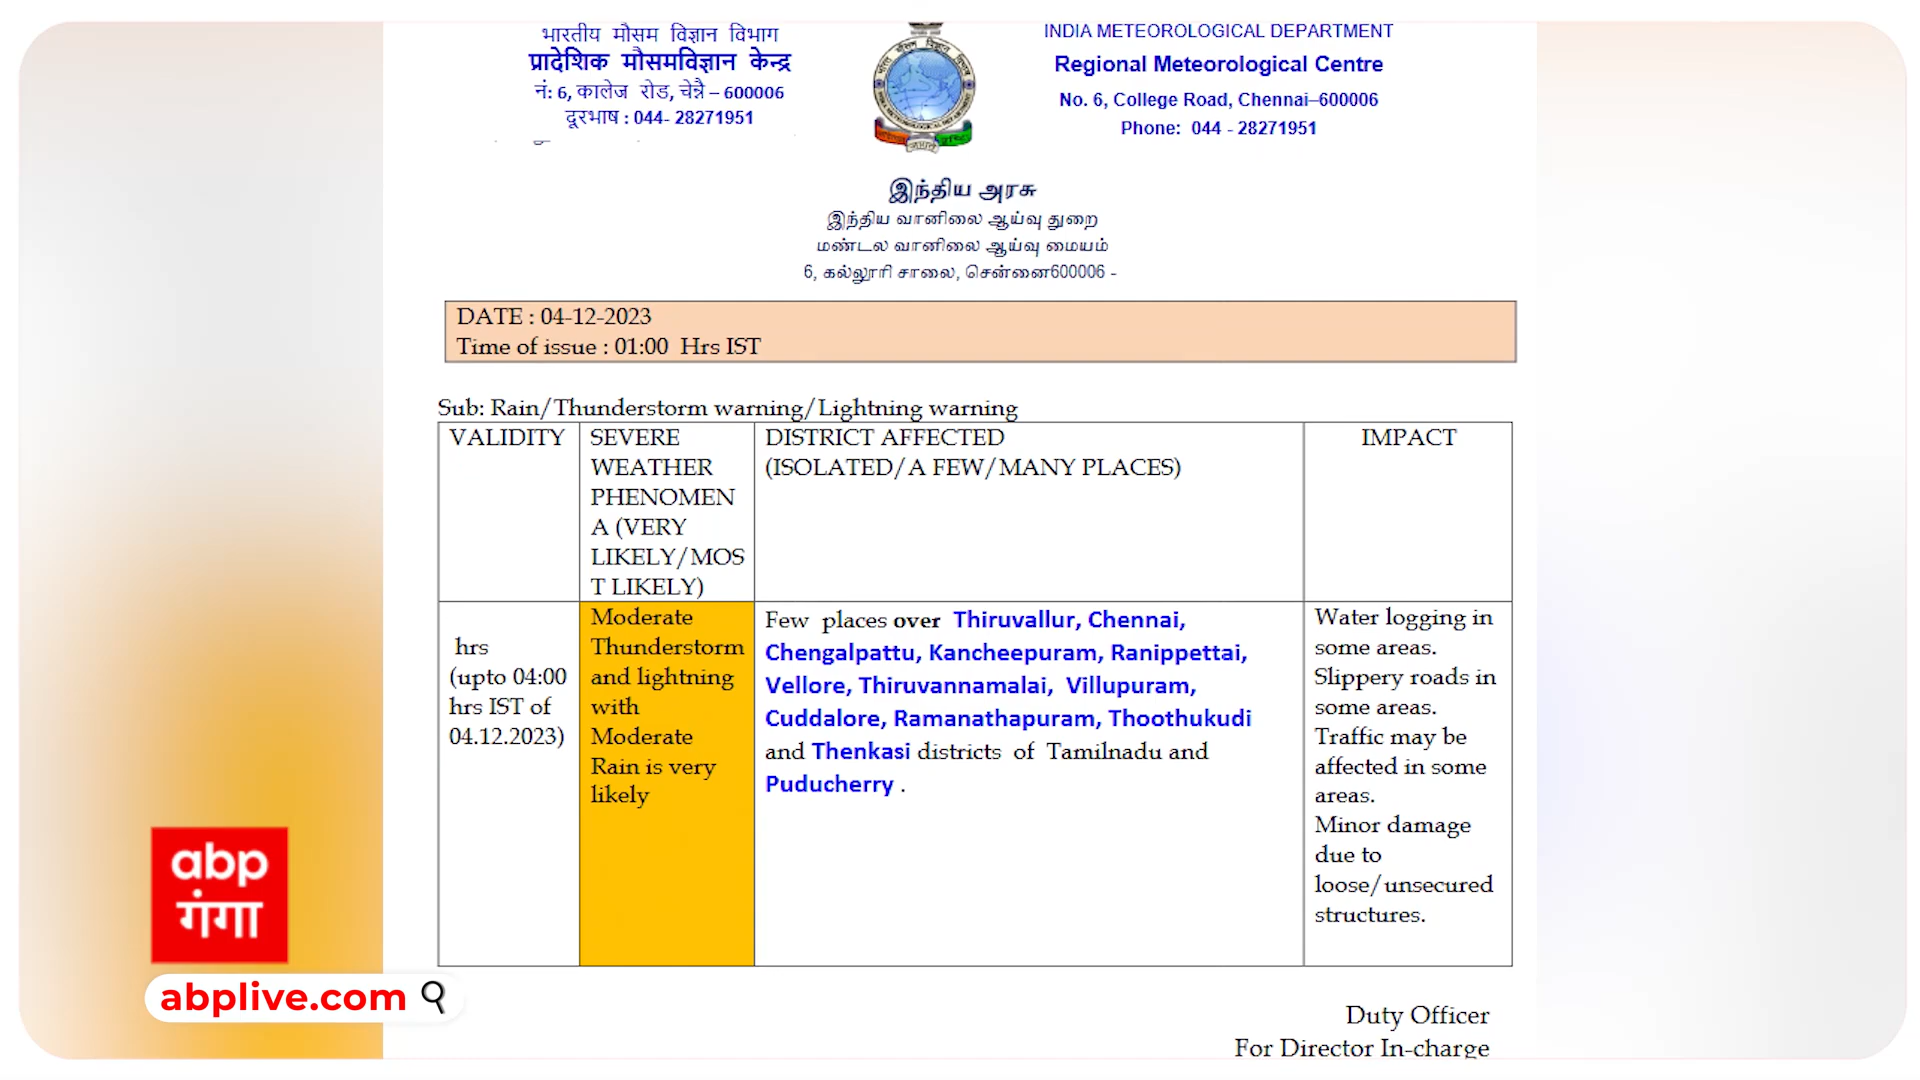 भारतीय मौसम विज्ञान विभाग
प्रादेशिक मौसमविज्ञान केन्द्र
नं: 6, कालेज रोड, चेन्नै – 600006
दूरभाष : 044- 28271951
INDIA METEOROLOGICAL DEPARTMENT
Regional Meteorological Centre
No. 6, College Road, Chennai–600006
Phone: 044 - 28271951
இந்திய அரசு
இந்திய வானிலை ஆய்வு துறை
மண்டல வானிலை ஆய்வு மையம்
6, கல்லூரி சாலை, சென்னை600006 -
DATE : 04-12-2023
Time of issue : 01:00 Hrs IST
Sub: Rain/Thunderstorm warning/Lightning warning
VALIDITY
SEVERE
WEATHER
PHENOMEN
A (VERY
LIKELY/MOS
T LIKELY)
DISTRICT AFFECTED
(ISOLATED/A FEW/MANY PLACES)
IMPACT
hrs
(upto 04:00
hrs IST of
04.12.2023)
Moderate
Thunderstorm
and lightning
with
Moderate
Rain is very
likely
Few places over Thiruvallur, Chennai,
Chengalpattu, Kancheepuram, Ranippettai,
Vellore, Thiruvannamalai, Villupuram,
Cuddalore, Ramanathapuram, Thoothukudi
and Thenkasi districts of Tamilnadu and
Puducherry .
Water logging in
some areas.
Slippery roads in
some areas.
Traffic may be
affected in some
areas.
Minor damage
due to
loose/unsecured
structures.
Duty Officer
For Director In-charge
abp
गंगा
abplive.com